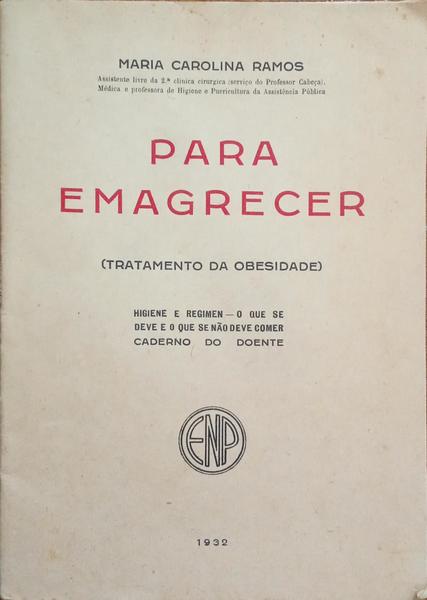 MARIA CAROLINA RAMOS
Assistente livre da 2.ª clinica cirurgica (serviço do Professor Cabeça),
Médica e professora de Higiene e Puericultura da Assistência Pública
PARA
EMAGRECER
(TRATAMENTO DA OBESIDADE)
HIGIENE E REGIMEN — O QUE SE
DEVE E O QUE SE NÃO DEVE COMER
CADERNO DO DOENTE
ENP
1932